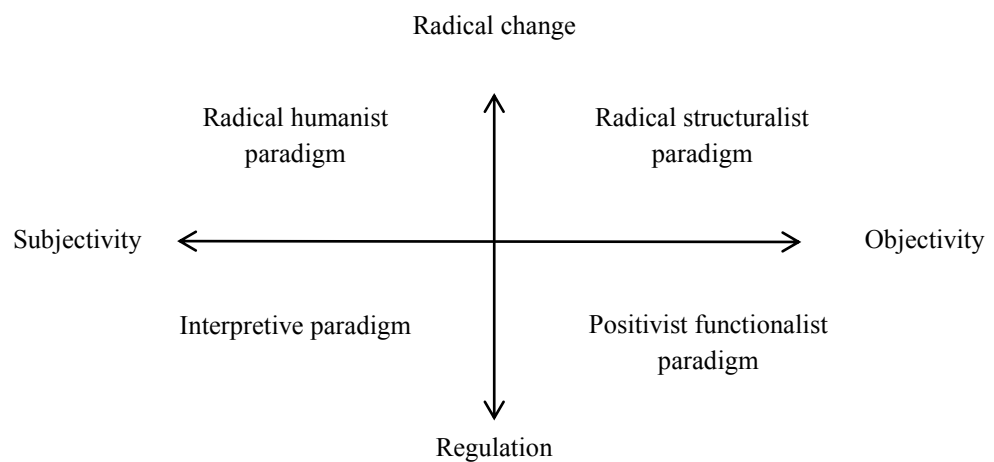 Radical change
Radical humanist
paradigm
Radical structuralist
paradigm
Subjectivity
Objectivity
Interpretive paradigm
Positivist functionalist
paradigm
Regulation